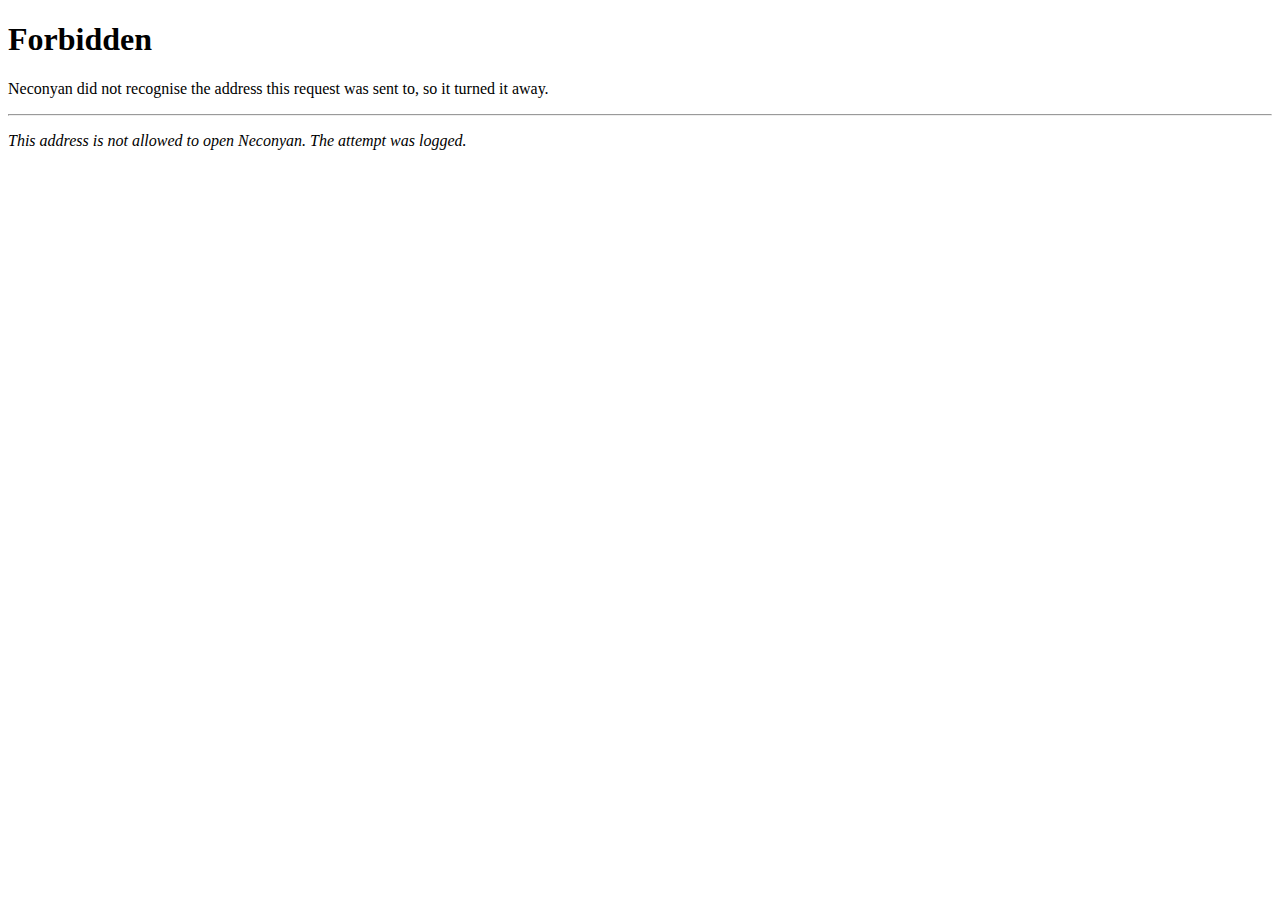 Forbidden
Neconyan did not recognise the address this request was sent to, so it turned it away.
This address is not allowed to open Neconyan. The attempt was logged.